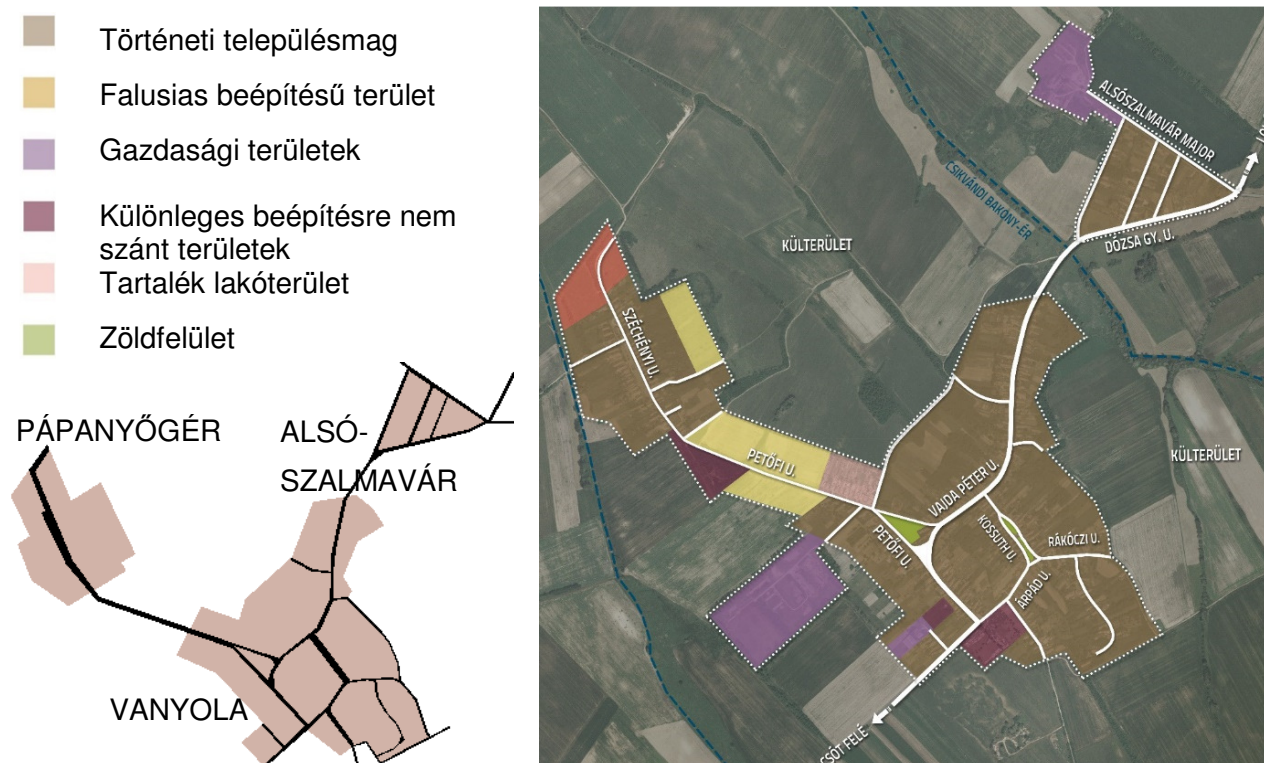 Történeti településmag
Falusias beépítésű terület
Gazdasági területek
Különleges beépítésre nem
szánt területek
Tartalék lakóterület
Zöldfelület
PÁPANYŐGÉR
ALSÓ-
SZALMAVÁR
VANYOLA
ALSÓSZALMAVÁR MAJOR
CSIKVÁNDI BAKONY-ÉR
DÓZSA GY. U.
KÜLTERÜLET
SZÉCHÉNYI U.
KÜLTERÜLET
PETŐFI U.
VAJDA PÉTER U.
KOSSUTH U.
RÁKÓCZI U.
PETŐFI U.
ÁRPÁD U.
CSÓT FELÉ